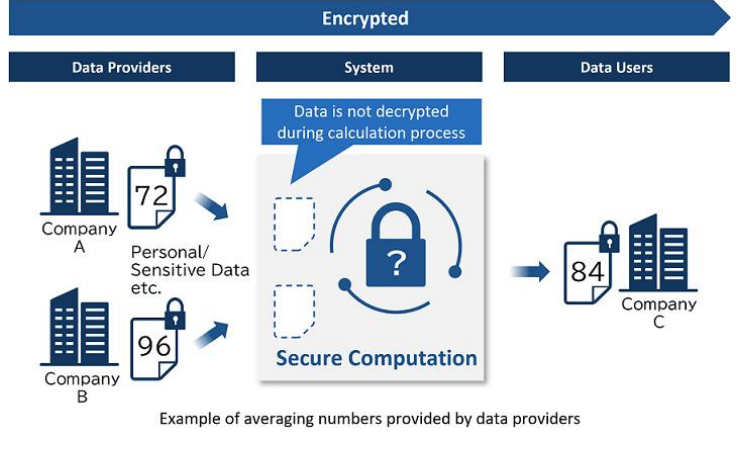 Encrypted
Data Providers
System
Data Users
Data is not decrypted
during calculation process
72
Company
A
Personal/
Sensitive Data
etc.
96
Company
B
?
Secure Computation
84
Company
C
Example of averaging numbers provided by data providers